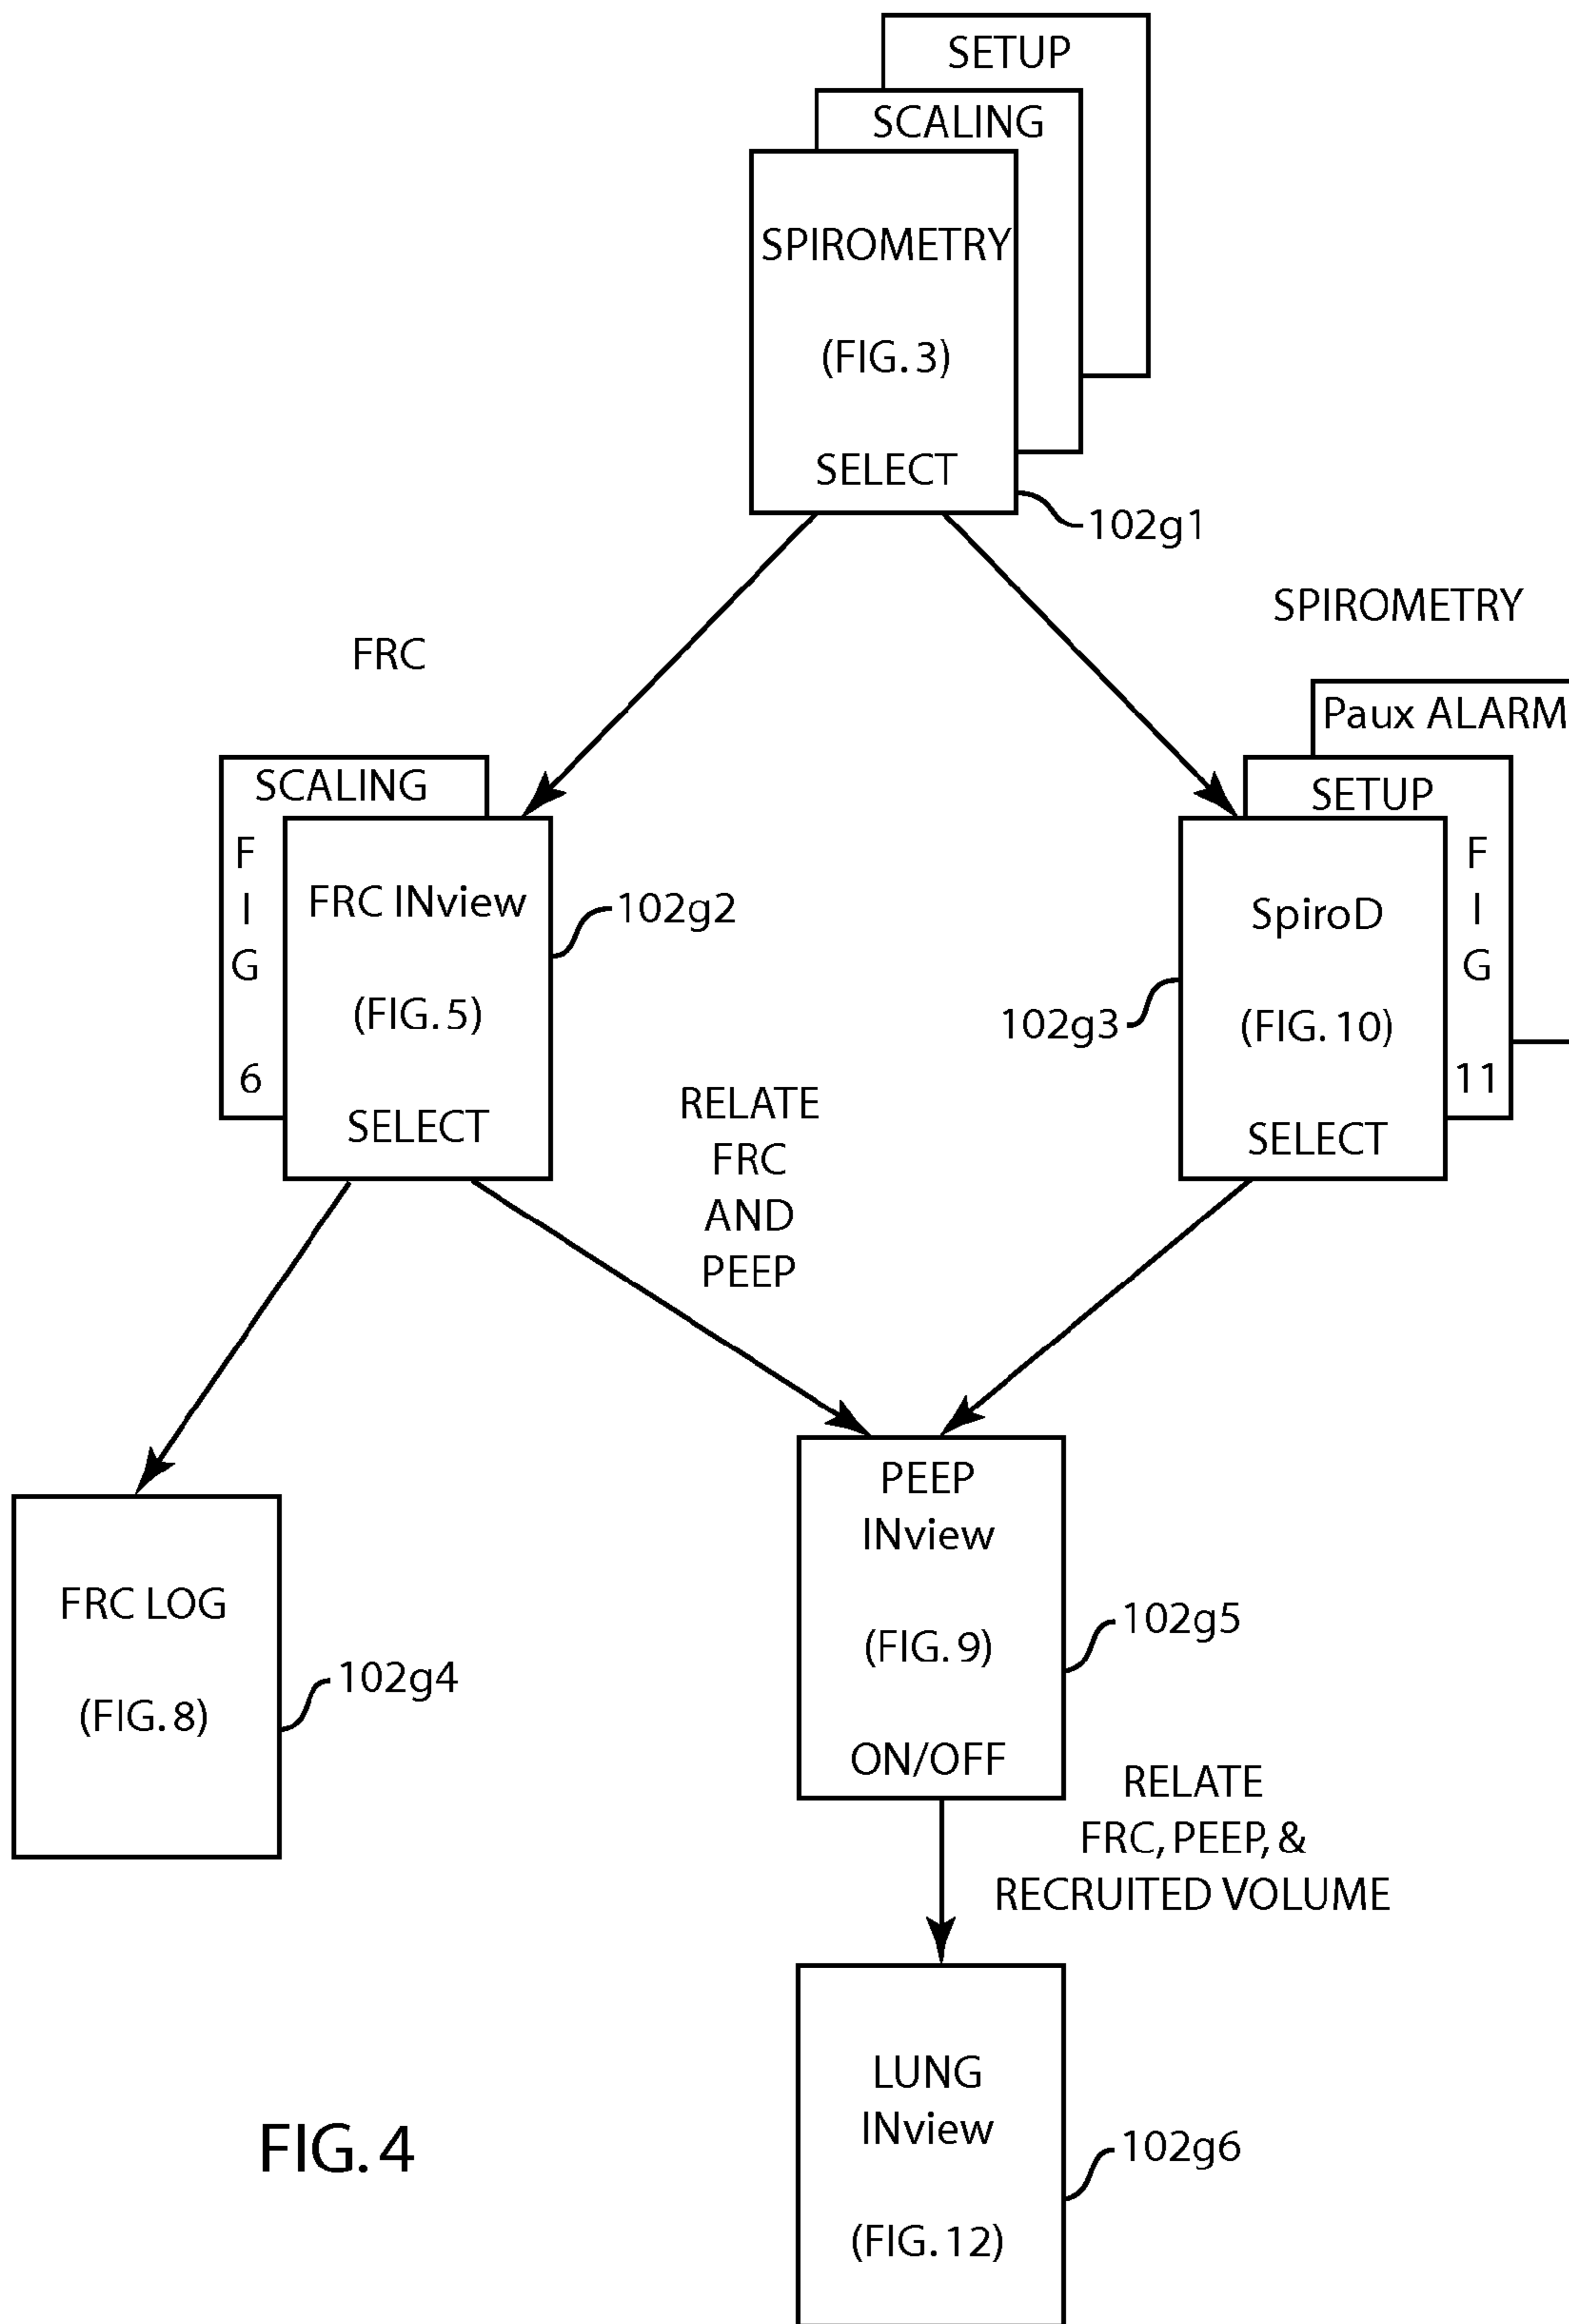 SETUP
SCALING
SPIROMETRY
(FIG. 3)
SELECT
102g1
SPIROMETRY
FRC
Paux ALARM
SCALING
SETUP
F
I
G
6
FRC INview
(FIG. 5)
SELECT
102g2
SpiroD
(FIG. 10)
SELECT
102g3
F
I
G
11
RELATE
FRC
AND
PEEP
PEEP
INview
(FIG. 9)
ON/OFF
102g5
FRC LOG
(FIG. 8)
102g4
RELATE
FRC, PEEP, &
RECRUITED VOLUME
LUNG
INview
(FIG. 12)
102g6
FIG. 4